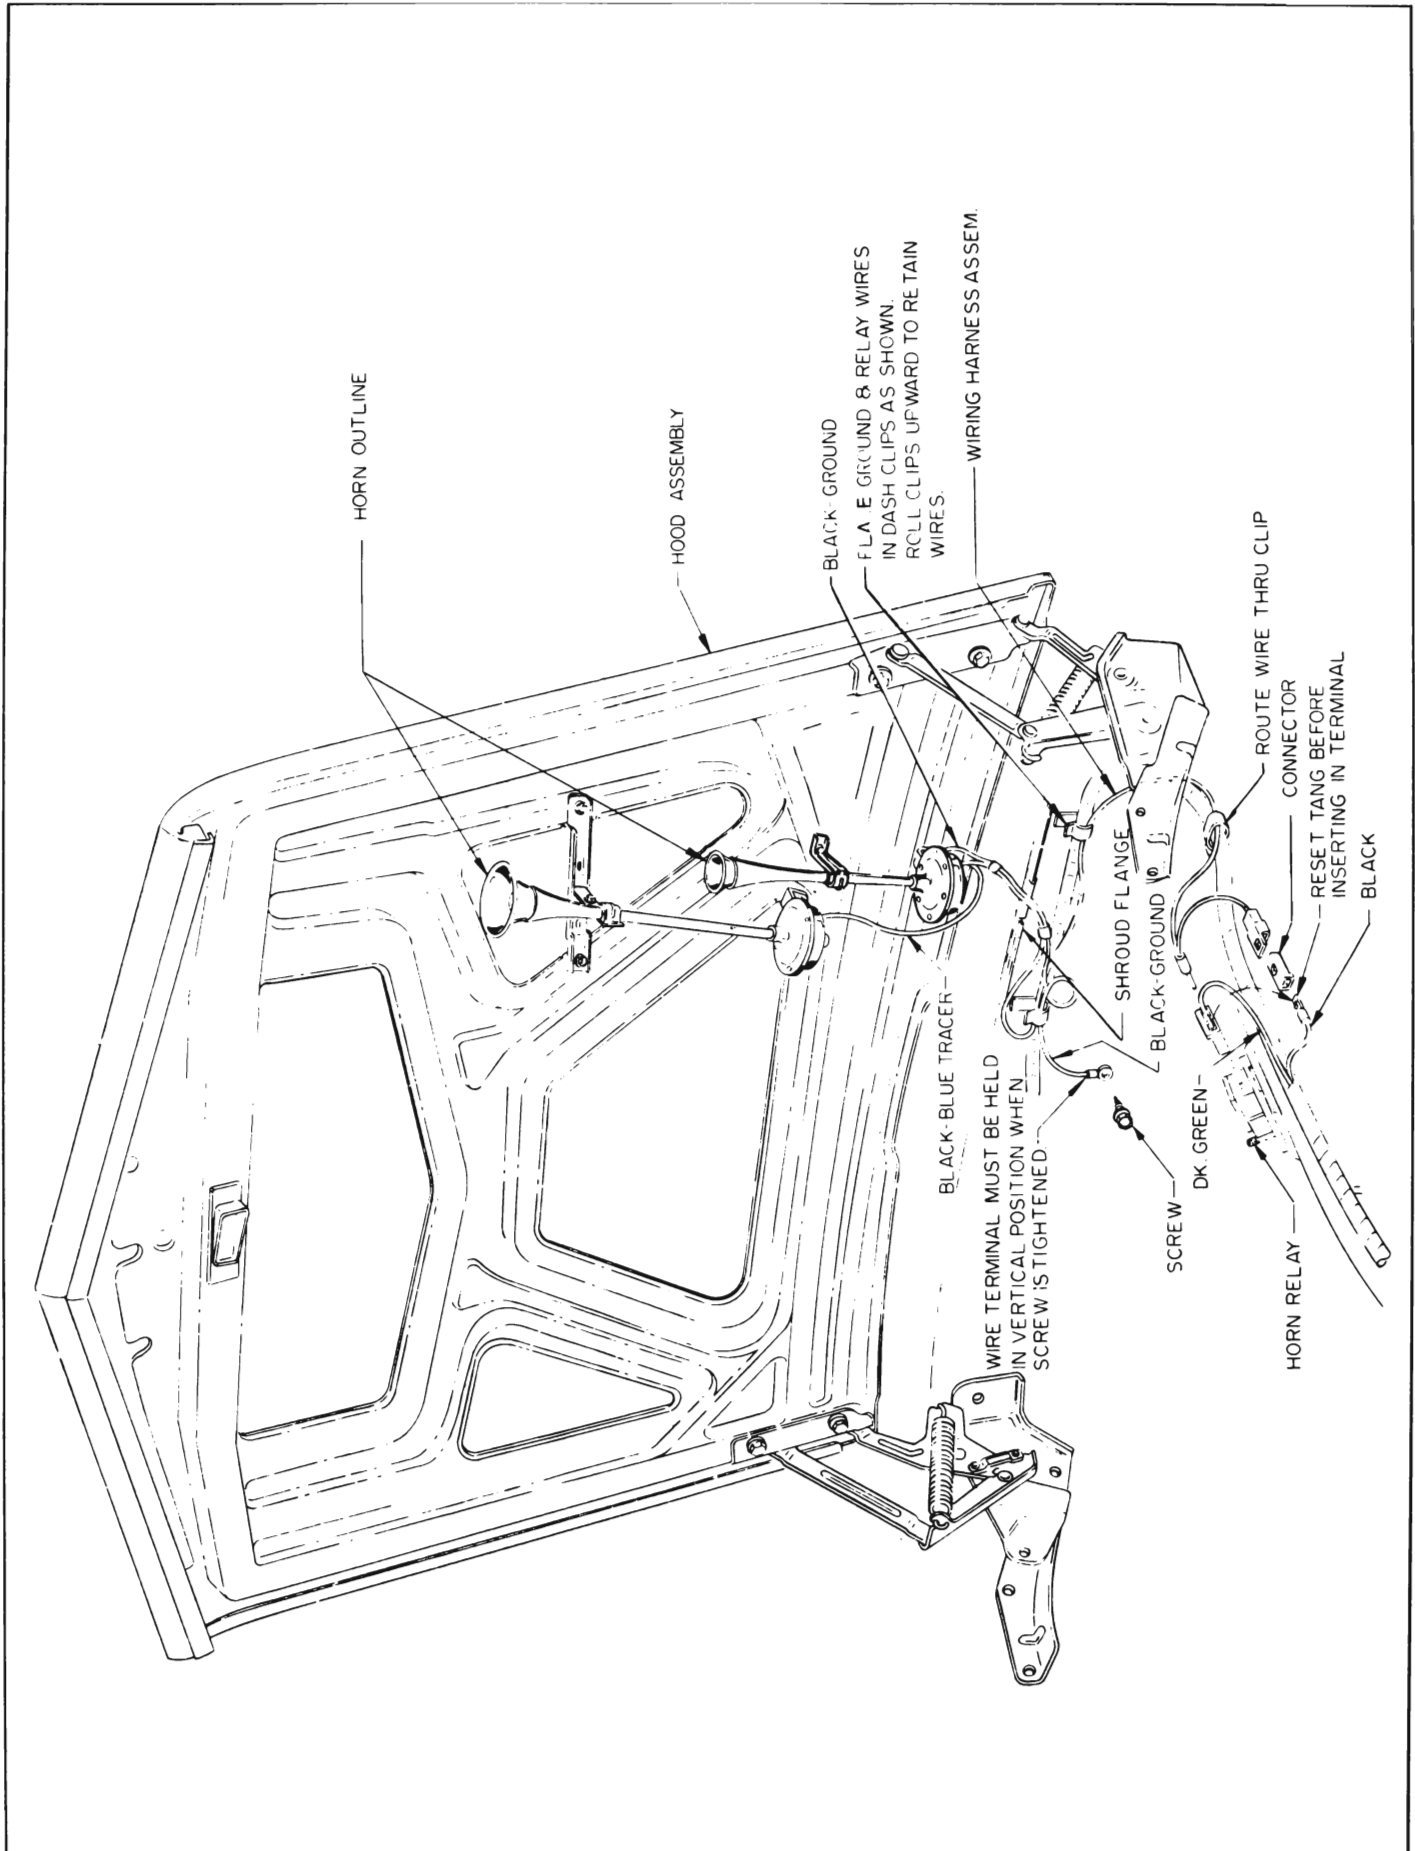 HORN OUTLINE
HOOD ASSEMBLY
BLACK-GROUND
GROUND & RELAY WIRES
IN DASH CLIPS AS SHOWN.
ROLL CLIPS UPWARD TO RETAIN
WIRES.
WIRING HARNESS ASSEM.
ROUTE WIRE THRU CLIP
CONNECTOR
RESET TANG BEFORE
INSERTING IN TERMINAL
BLACK
SHROUD FLANGE
BLACK-GROUND
BLACK-BLUE TRACER
WIRE TERMINAL MUST BE HELD
IN VERTICAL POSITION WHEN
SCREW IS TIGHTENED
SCREW
DK. GREEN
HORN RELAY